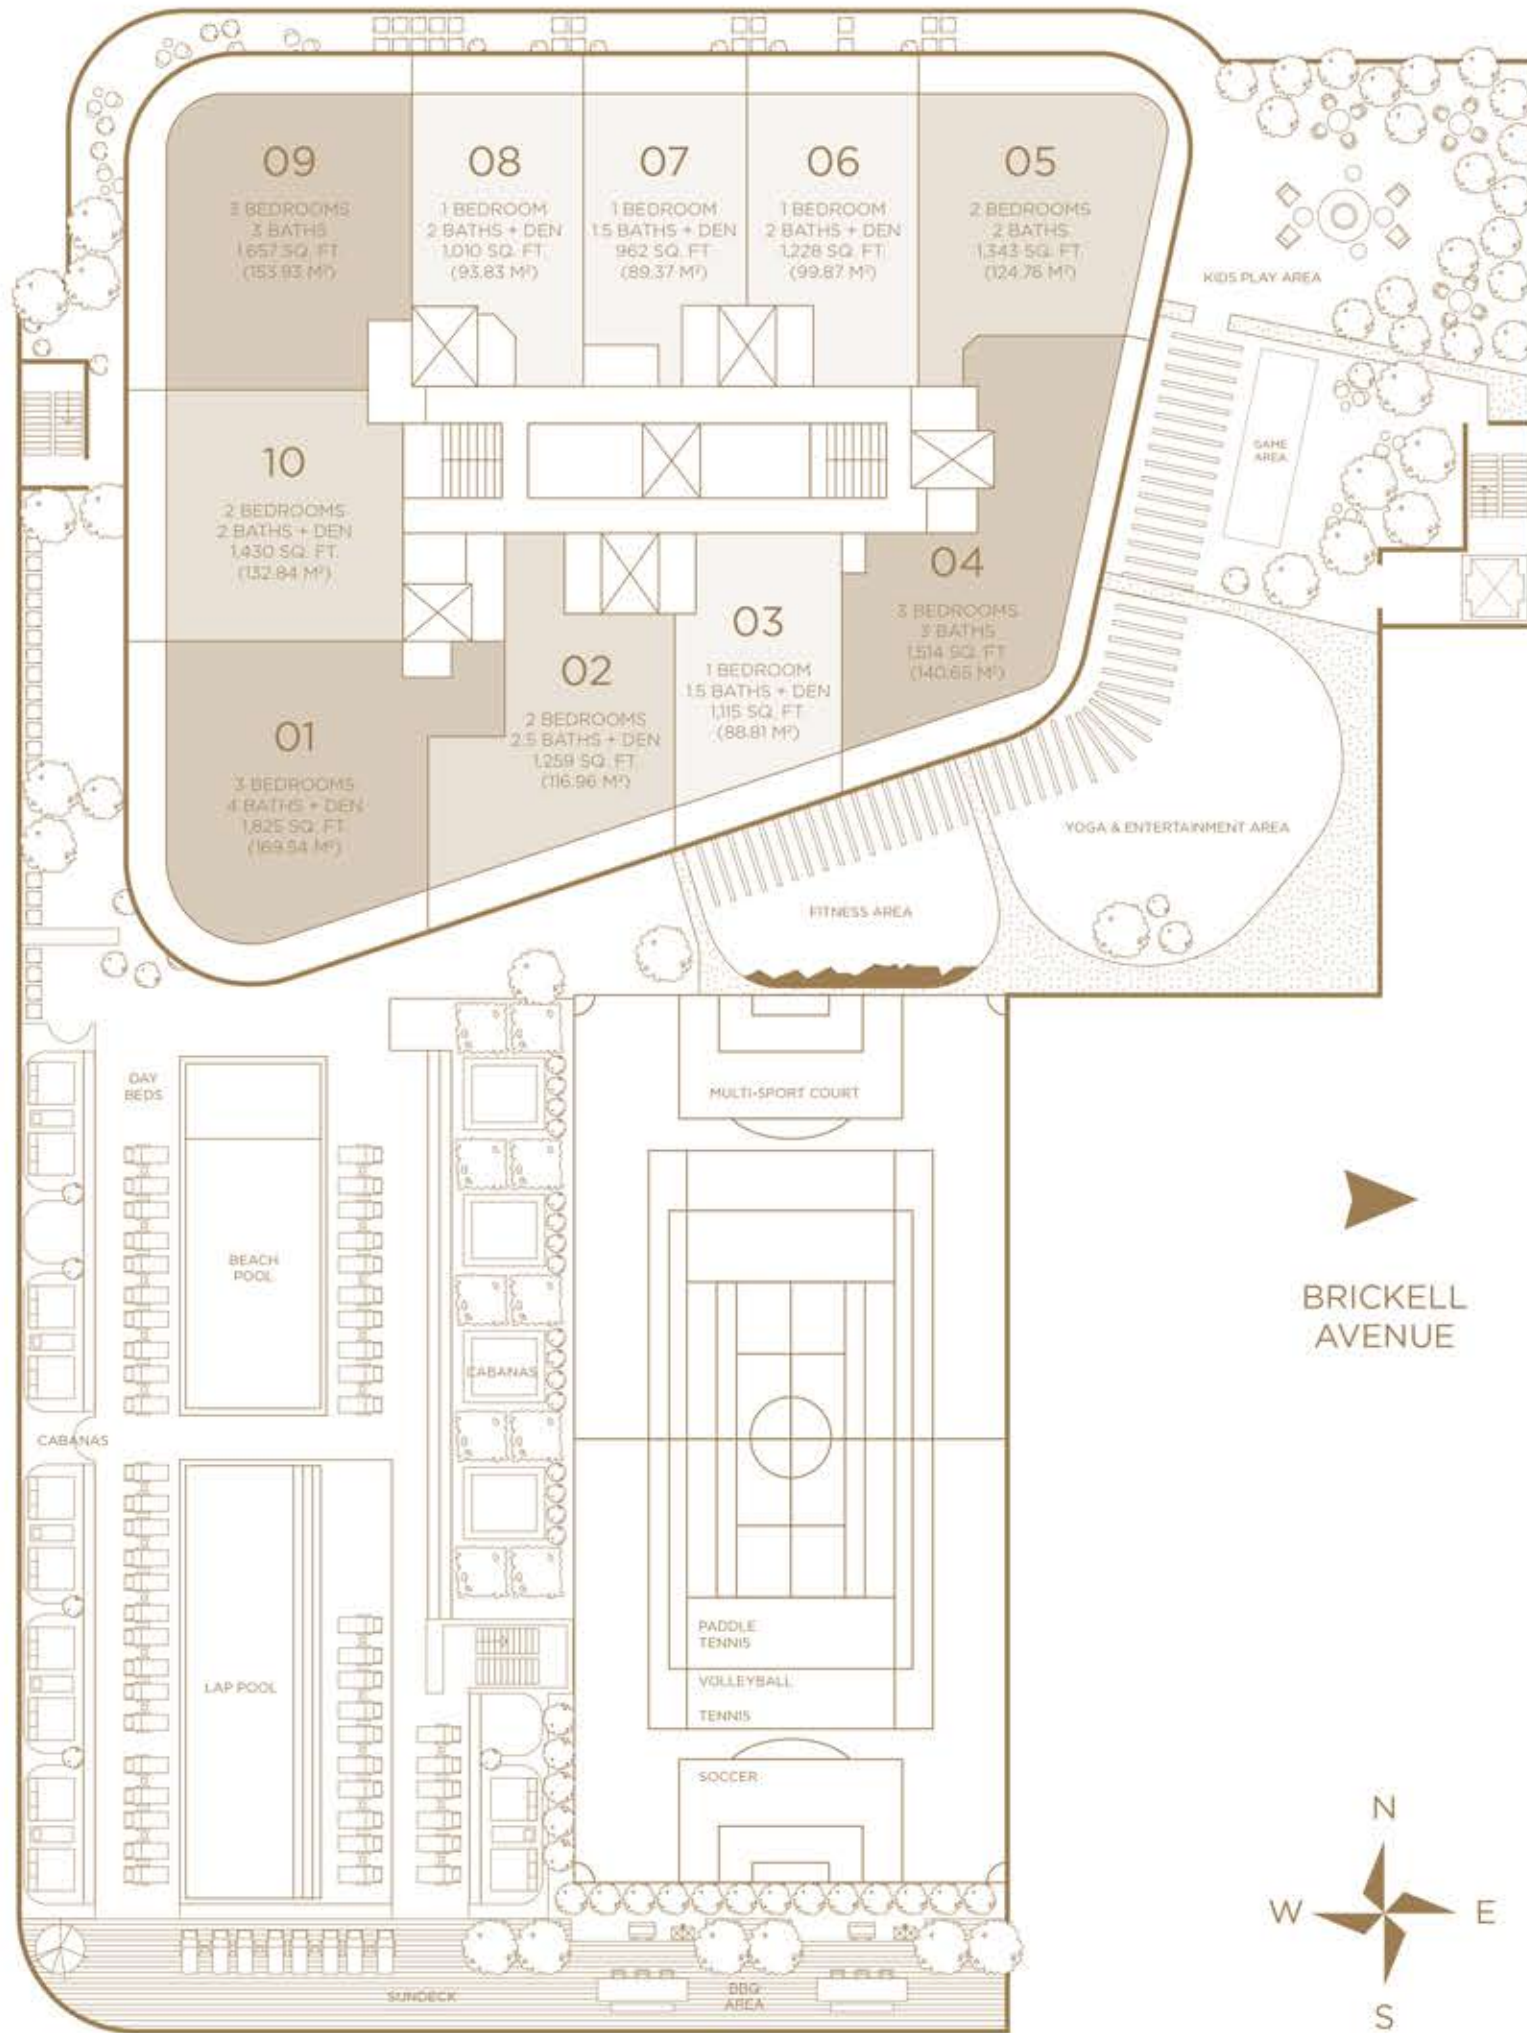 09
3 BEDROOMS
3 BATHS
1,657 SQ. FT
(153.93 M²)
08
1 BEDROOM
2 BATHS + DEN
1,010 SQ. FT.
(93.83 M²)
07
1 BEDROOM
1.5 BATHS + DEN
962 SQ. FT
(89.37 M²)
06
1 BEDROOM
2 BATHS + DEN
1,228 SQ. FT
(99.87 M²)
05
2 BEDROOMS
2 BATHS
1,343 SQ. FT
(124.76 M²)
KIDS PLAY AREA
GAME
AREA
10
2 BEDROOMS
2 BATHS + DEN
1,430 SQ. FT.
(132.84 M²)
04
3 BEDROOMS
3 BATHS
1,514 SQ. FT
(140.65 M²)
03
1 BEDROOM
1.5 BATHS + DEN
1,115 SQ. FT
(88.81 M²)
02
2 BEDROOMS
2.5 BATHS + DEN
1,259 SQ. FT
(116.96 M²)
01
3 BEDROOMS
4 BATHS + DEN
1,825 SQ. FT
(169.54 M²)
YOGA & ENTERTAINMENT AREA
FITNESS AREA
DAY
BEDS
MULTI-SPORT COURT
BEACH
POOL
BRICKELL
AVENUE
CABANAS
CABANAS
PADDLE
TENNIS
LAP POOL
VOLLEYBALL
TENNIS
SOCCER
N
W
E
S
SUNDECK
BBQ
AREA